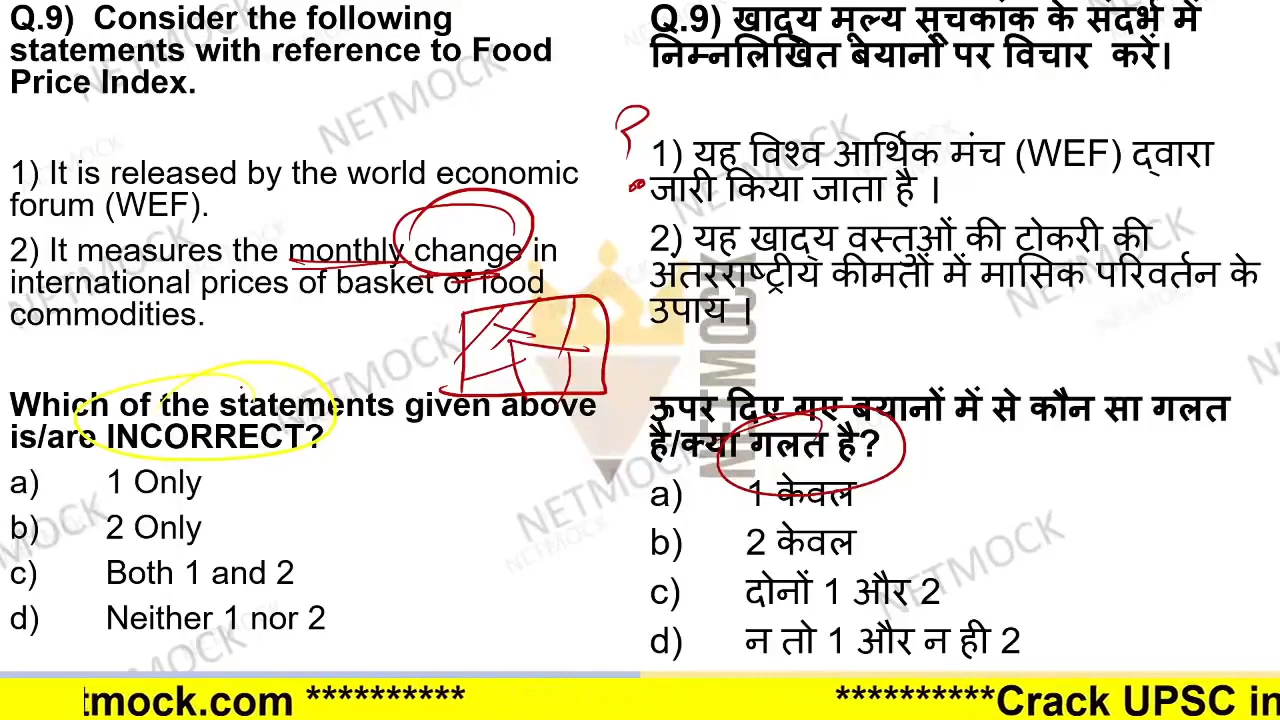 Q.9) Consider the following
statements with reference to Food
Price Index.
1) It is released by the world economic
forum (WEF).
2) It measures the monthly change in
international prices of basket of food
commodities.
Which of the statements given above
is/are INCORRECT?
a) 1 Only
b) 2 Only
c) Both 1 and 2
d) Neither 1 nor 2
Q.9) खाद्य मूल्य सूचकांक के संदर्भ में
निम्नलिखित बयानों पर विचार करें।
1) यह विश्व आर्थिक मंच (WEF) द्वारा
जारी किया जाता है ।
2) यह खाद्य वस्तुओं की टोकरी की
अंतरराष्ट्रीय कीमतों में मासिक परिवर्तन के
उपाय ।
ऊपर दिए गए बयानों में से कौन सा गलत
है/क्या गलत है?
a) 1 केवल
b) 2 केवल
c) दोनों 1 और 2
d) न तो 1 और न ही 2
NETMOCK
tmock.com ********** **********Crack UPSC in